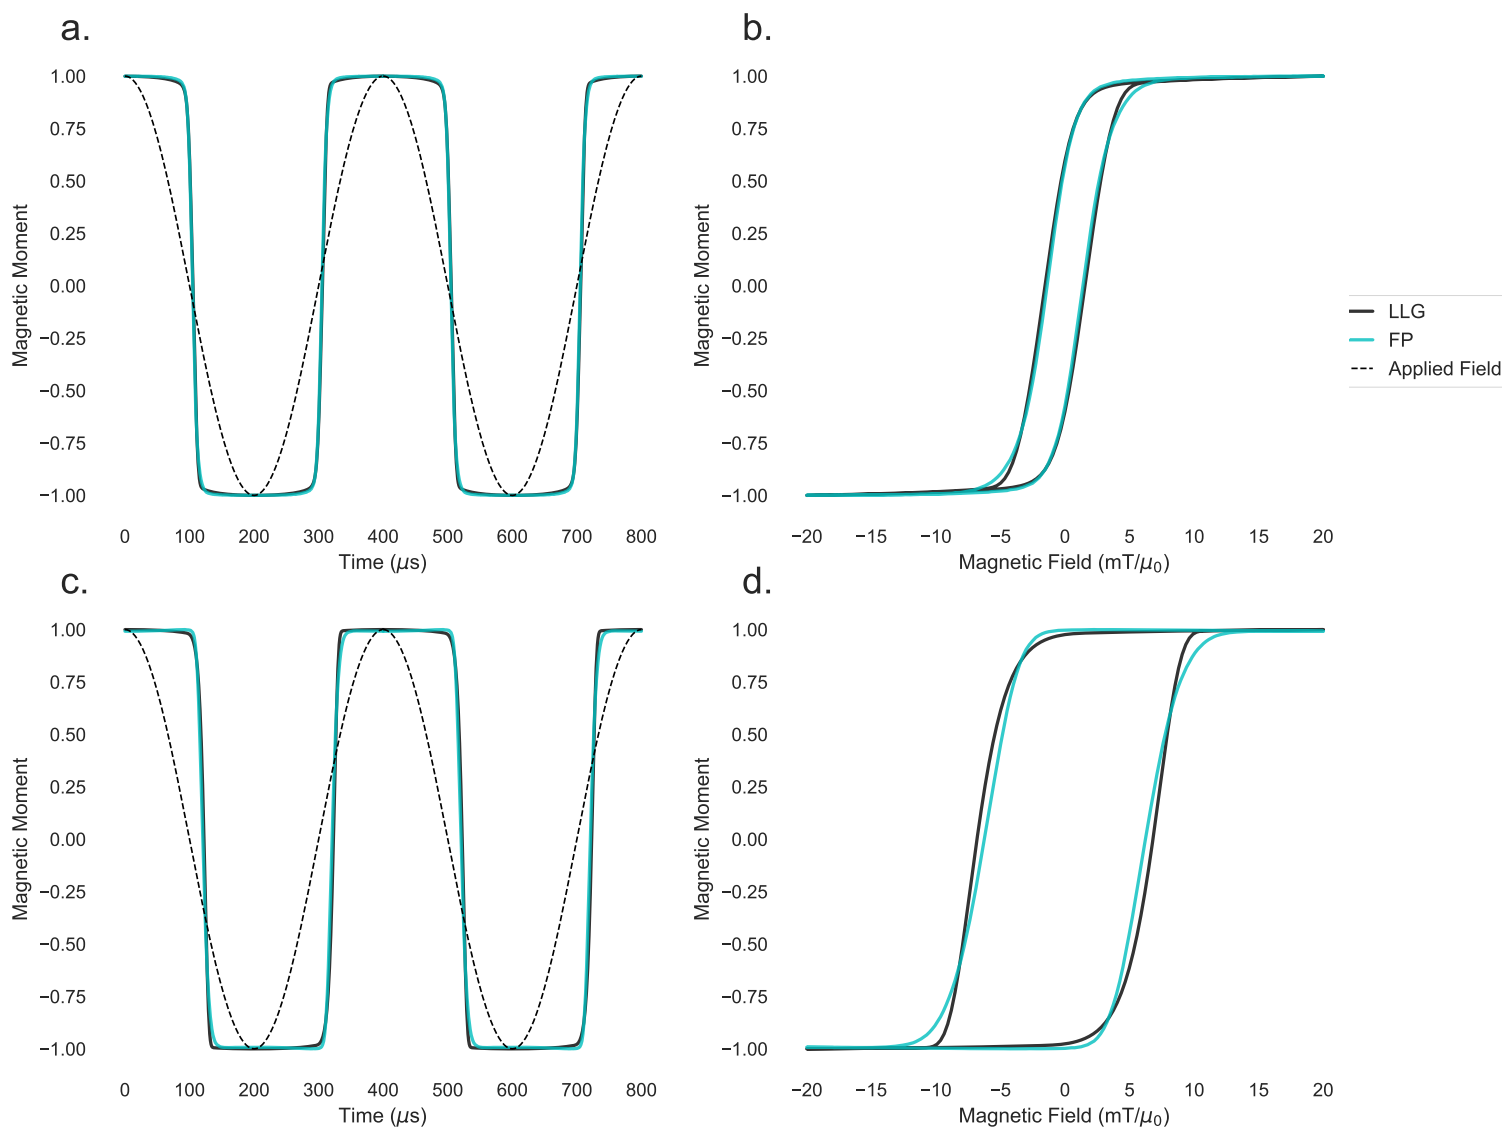 a.
1.00
0.75
0.50
0.25
0.00
−0.25
−0.50
−0.75
−1.00
Magnetic Moment
0 100 200 300 400 500 600 700 800
Time (μs)
b.
1.00
0.75
0.50
0.25
0.00
−0.25
−0.50
−0.75
−1.00
Magnetic Moment
−20 −15 −10 −5 0 5 10 15 20
Magnetic Field (mT/μ₀)
LLG
FP
Applied Field
c.
1.00
0.75
0.50
0.25
0.00
−0.25
−0.50
−0.75
−1.00
Magnetic Moment
0 100 200 300 400 500 600 700 800
Time (μs)
d.
1.00
0.75
0.50
0.25
0.00
−0.25
−0.50
−0.75
−1.00
Magnetic Moment
−20 −15 −10 −5 0 5 10 15 20
Magnetic Field (mT/μ₀)